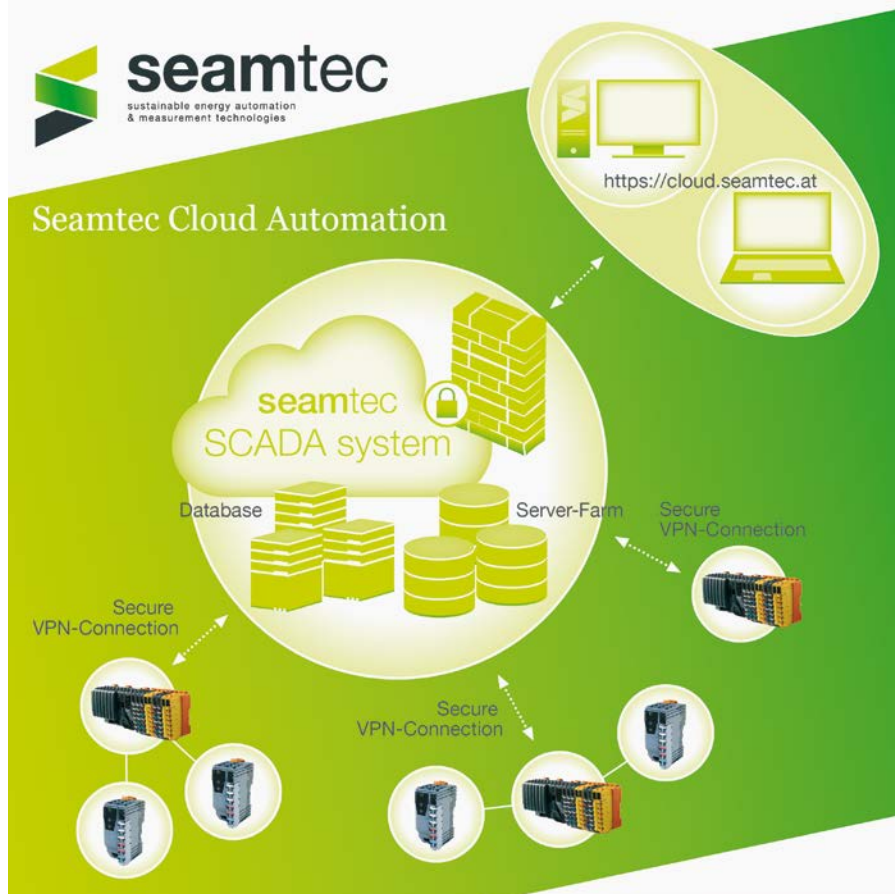 seamtec
sustainable energy automation
& measurement technologies
https://cloud.seamtec.at
Seamtec Cloud Automation
seamtec
SCADA system
Database
Server-Farm
Secure
VPN-Connection
Secure
VPN-Connection
Secure
VPN-Connection